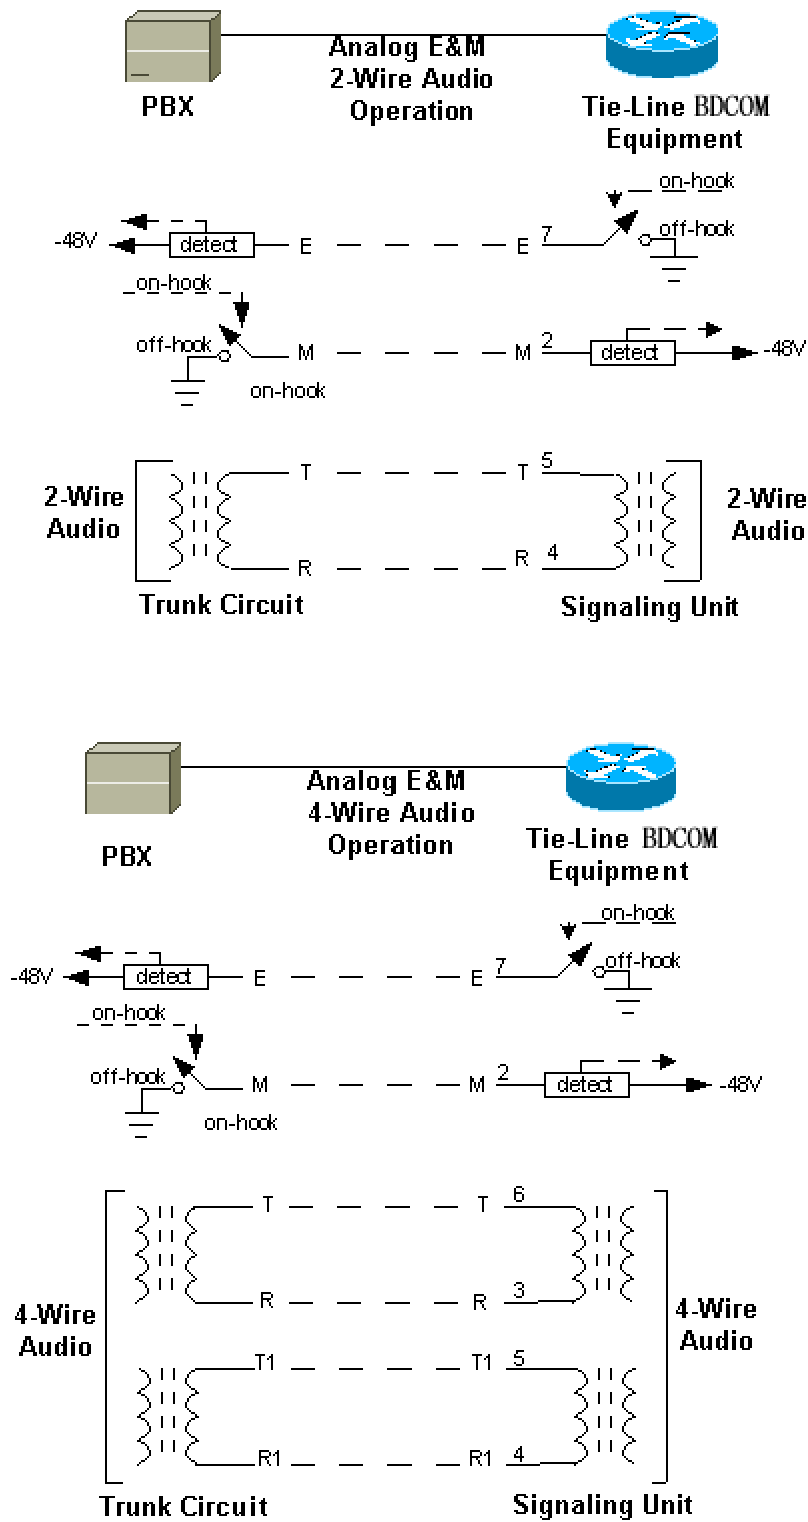 Analog E&M
2-Wire Audio
Operation
PBX
Tie-Line BDCOM
Equipment
on-hook
-48V
detect
E
E
7
off-hook
on-hook
off-hook
M
M
2
detect
-48V
on-hook
2-Wire
Audio
T
T
5
2-Wire
Audio
R
R
4
Trunk Circuit
Signaling Unit
Analog E&M
4-Wire Audio
Operation
PBX
Tie-Line BDCOM
Equipment
on-hook
-48V
detect
E
E
7
off-hook
on-hook
off-hook
M
M
2
detect
-48V
on-hook
T
T
6
4-Wire
Audio
R
R
3
4-Wire
Audio
T1
T1
5
R1
R1
4
Trunk Circuit
Signaling Unit